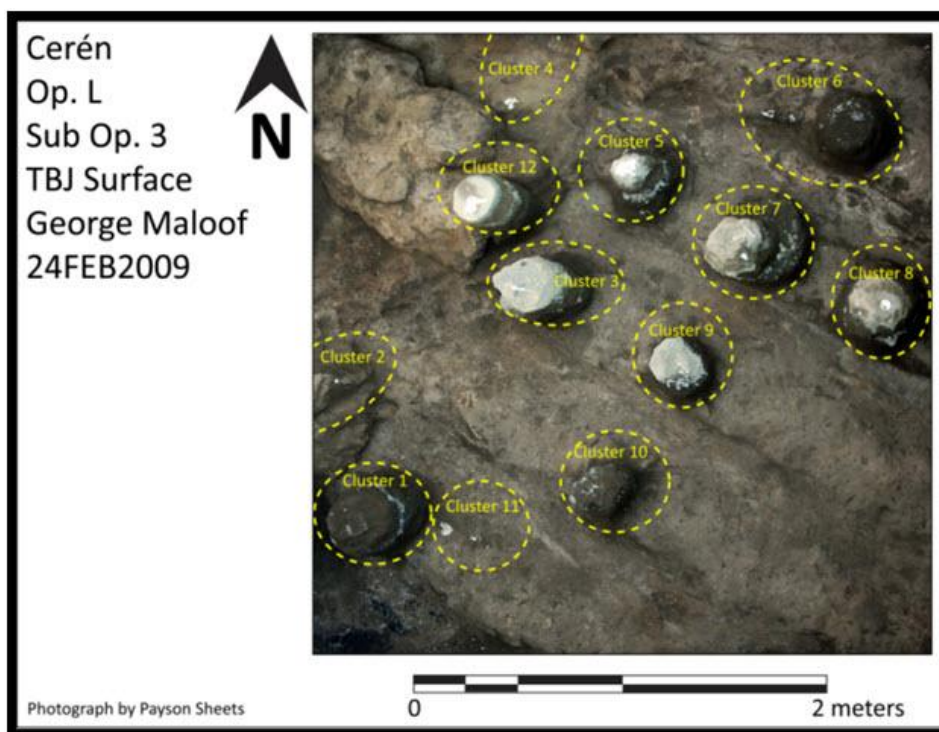 Cerén
Op. L
Sub Op. 3
TBJ Surface
George Maloof
24FEB2009
N
Cluster 4
Cluster 6
Cluster 5
Cluster 12
Cluster 7
Cluster 8
Cluster 3
Cluster 9
Cluster 2
Cluster 10
Cluster 1
Cluster 11
Photograph by Payson Sheets
0 2 meters